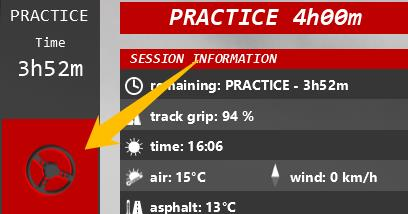 PRACTICE
Time
3h52m
PRACTICE 4h00m
SESSION INFORMATION
remaining: PRACTICE - 3h52m
track grip: 94 %
time: 16:06
air: 15°C
wind: 0 km/h
asphalt: 13°C